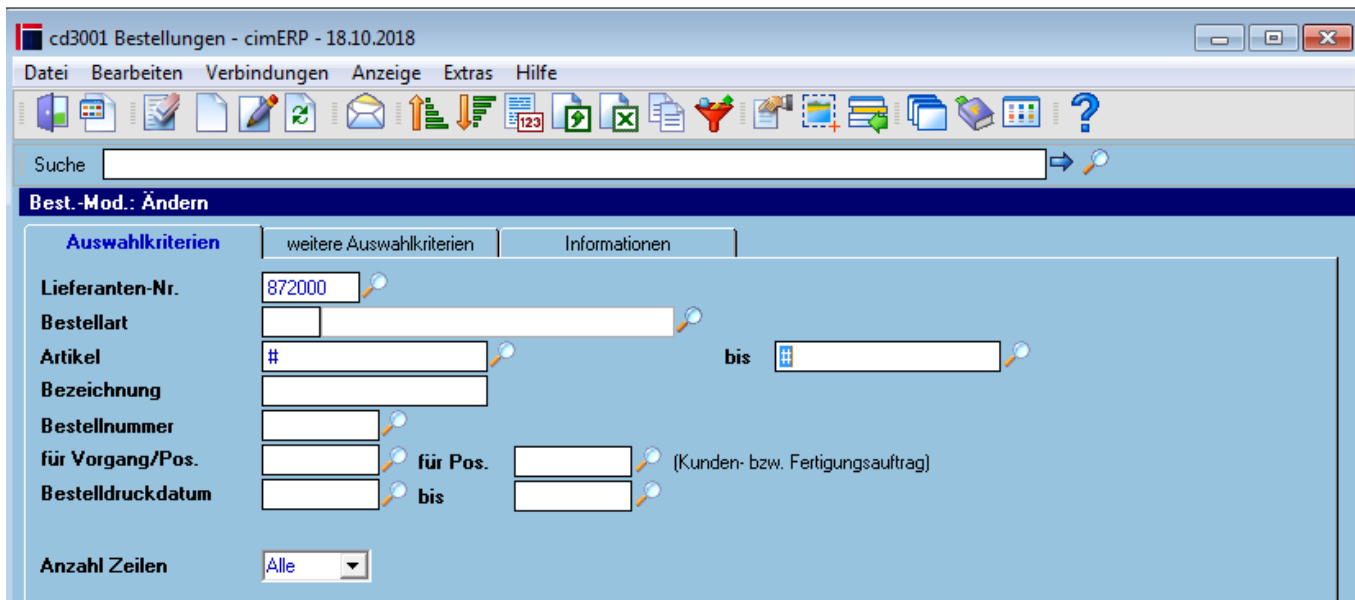 cd3001 Bestellungen - cimERP - 18.10.2018
Datei Bearbeiten Verbindungen Anzeige Extras Hilfe
123
Suche
Best.-Mod.: Ändern
Auswahlkriterien weitere Auswahlkriterien Informationen
Lieferanten-Nr. 872000
Bestellart
Artikel # bis #
Bezeichnung
Bestellnummer
für Vorgang/Pos. für Pos. (Kunden- bzw. Fertigungsauftrag)
Bestelldruckdatum bis
Anzahl Zeilen Alle